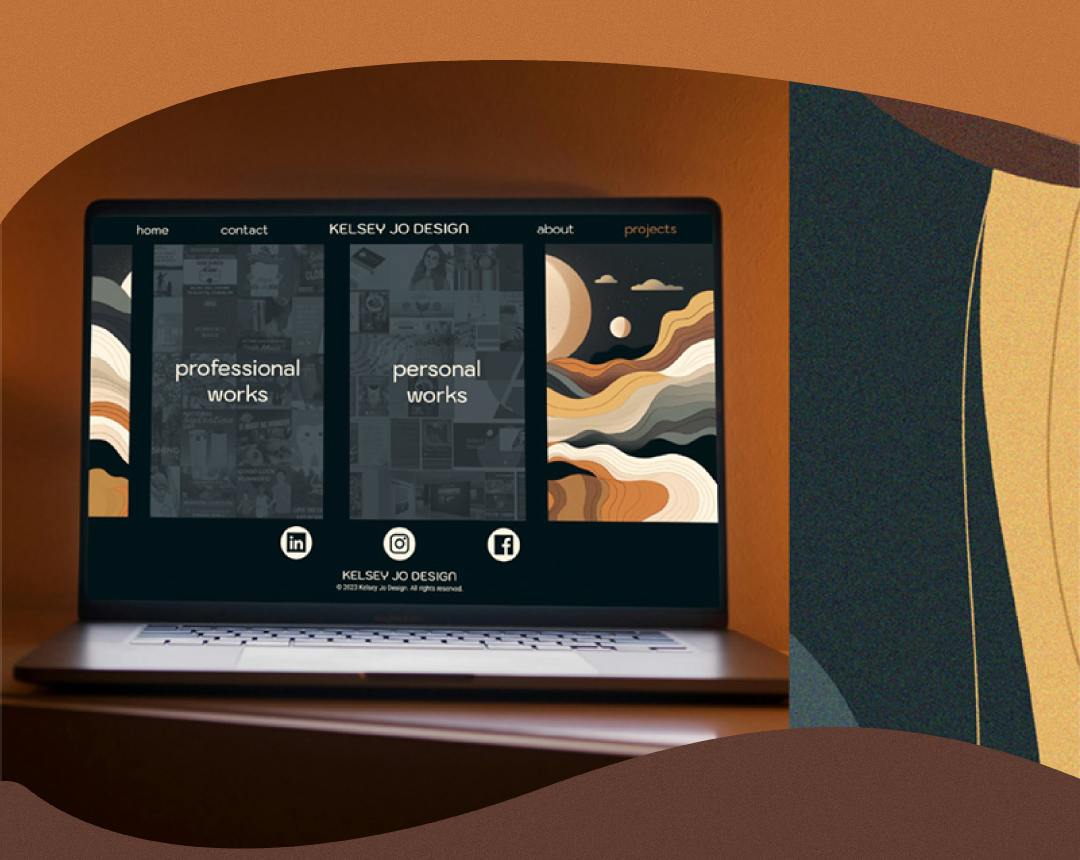 home
contact
KELSEY JO DESIGN
about
projects
professional
works
personal
works
KELSEY JO DESIGN
© 2023 Kelsey Jo Design. All rights reserved.